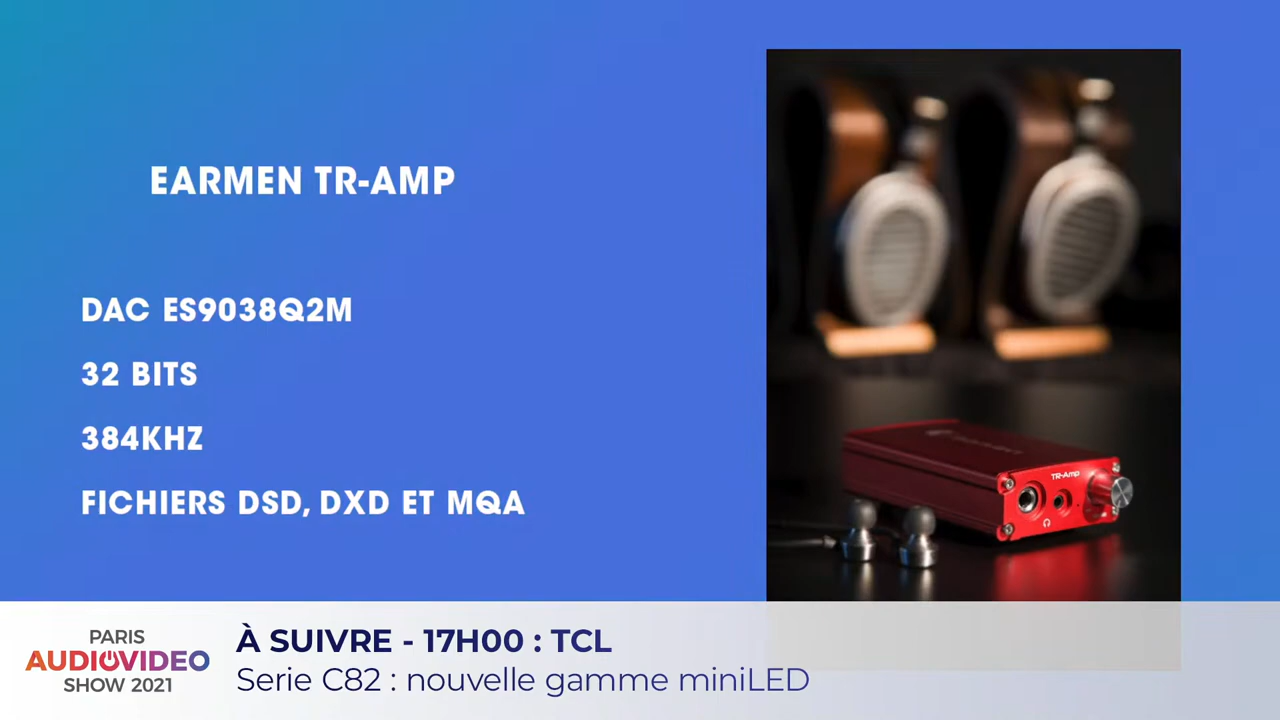 EARMEN TR-AMP
DAC ES9038Q2M
32 BITS
384KHZ
FICHIERS DSD, DXD ET MQA
TR-Amp
PARIS
AUDIOVIDEO
SHOW 2021
À SUIVRE - 17H00 : TCL
Serie C82 : nouvelle gamme miniLED